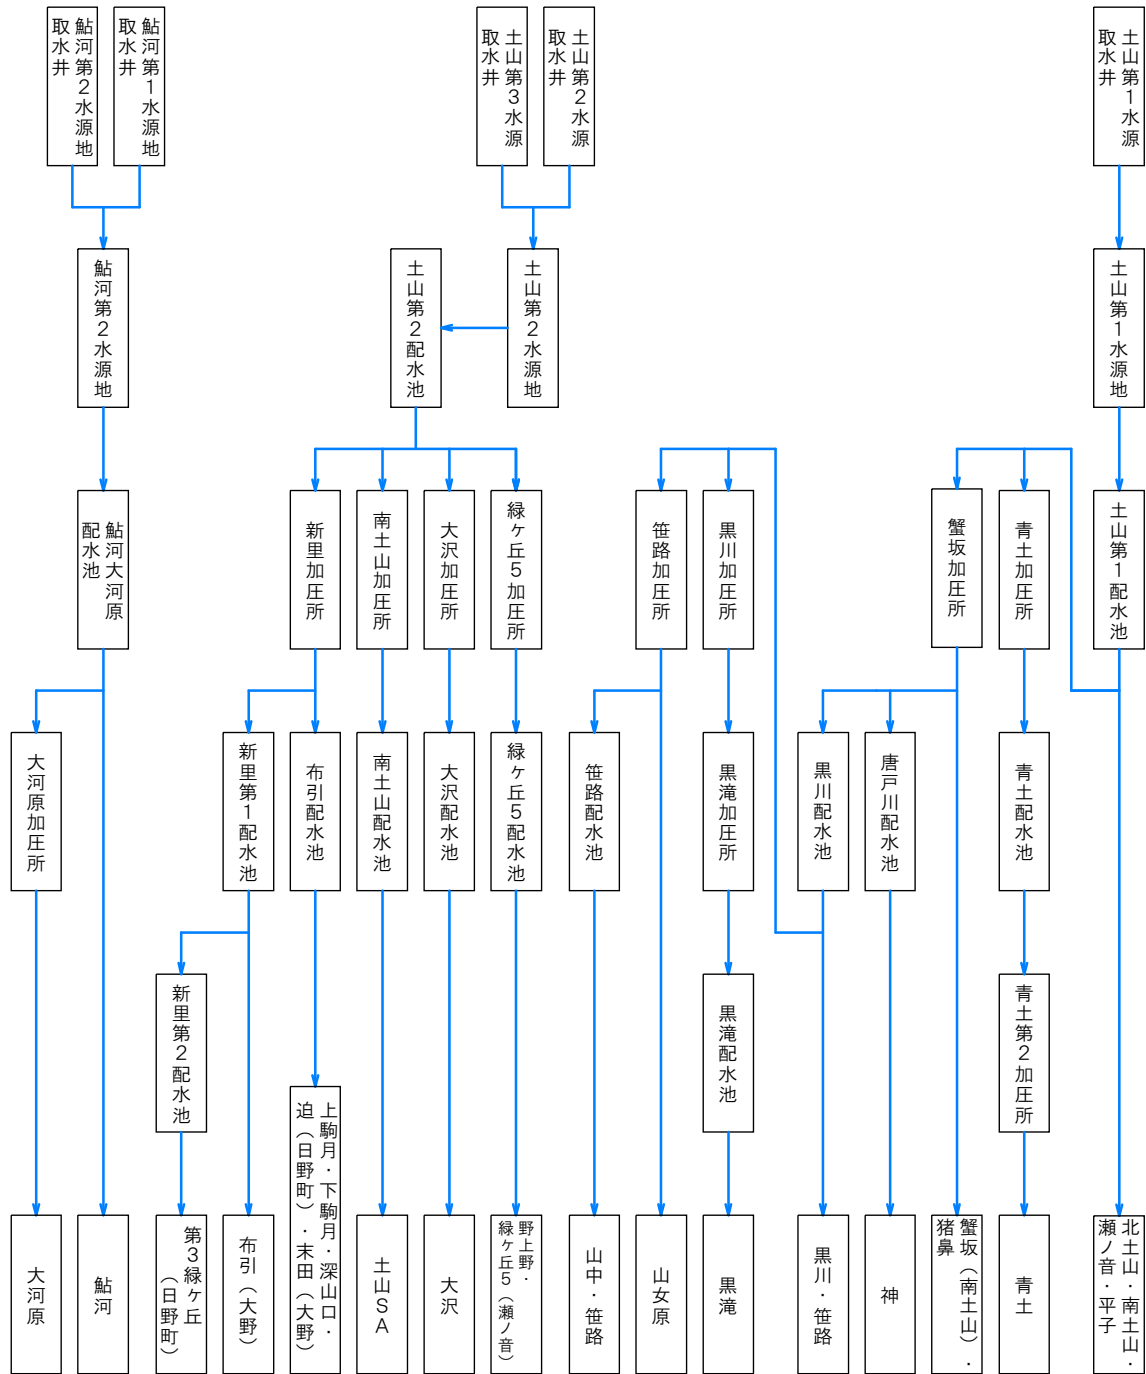 土山第1水源
取水井
土山第2水源
取水井
土山第3水源
取水井
鮎河第1水源地
取水井
鮎河第2水源地
取水井
土山第1水源地
土山第2水源地
土山第2配水池
鮎河第2水源地
土山第1配水池
青土加圧所
蟹坂加圧所
黒川加圧所
笹路加圧所
緑ヶ丘5加圧所
大沢加圧所
南土山加圧所
新里加圧所
鮎河大河原
配水池
青土配水池
唐戸川配水池
黒川配水池
黒滝加圧所
笹路配水池
緑ヶ丘5配水池
大沢配水池
南土山配水池
布引配水池
新里第1配水池
大河原加圧所
青土第2加圧所
黒滝配水池
新里第2配水池
北土山・南土山・
瀬ノ音・平子
青土
蟹坂（南土山）・
猪鼻
神
黒川・笹路
黒滝
山女原
山中・笹路
野上野・
緑ヶ丘5（瀬ノ音）
大沢
土山SA
上駒月・下駒月・深山口・
迫（日野町）・末田（大野）
布引（大野）
第3緑ヶ丘
（日野町）
鮎河
大河原